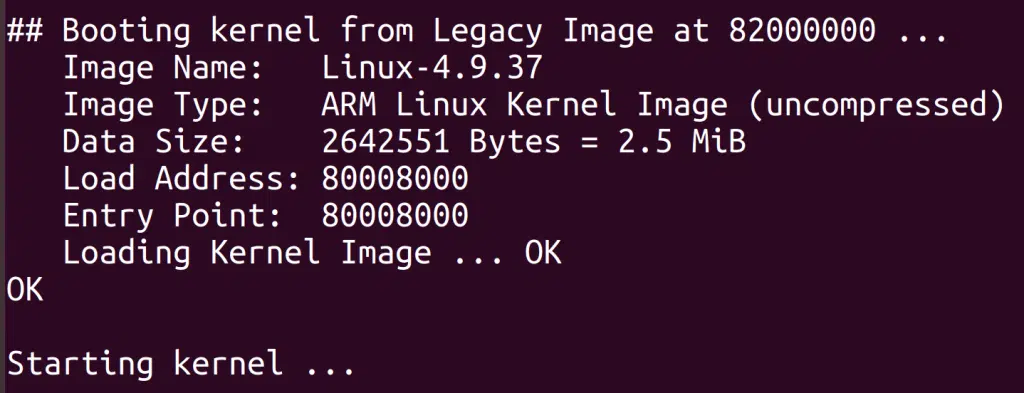 ## Booting kernel from Legacy Image at 82000000 ...
   Image Name:   Linux-4.9.37
   Image Type:   ARM Linux Kernel Image (uncompressed)
   Data Size:    2642551 Bytes = 2.5 MiB
   Load Address: 80008000
   Entry Point:  80008000
   Loading Kernel Image ... OK
OK
Starting kernel ...